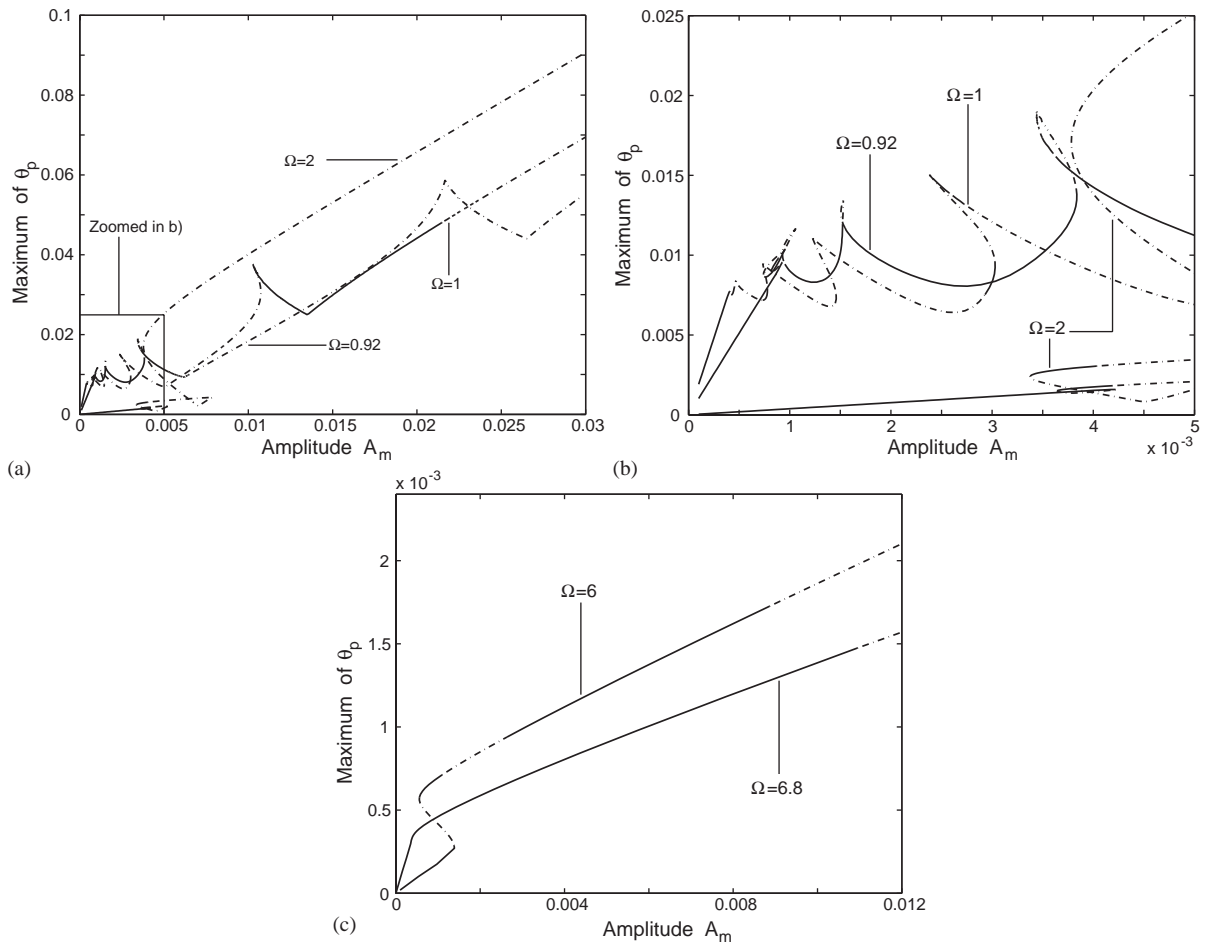 0.1
0.08
0.06
0.04
0.02
0
Maximum of θp
Ω=2
Zoomed in b)
Ω=1
Ω=0.92
0 0.005 0.01 0.015 0.02 0.025 0.03
Amplitude Am
(a)
0.025
0.02
0.015
0.01
0.005
0
Maximum of θp
Ω=1
Ω=0.92
Ω=2
0 1 2 3 4 5
x 10⁻³
Amplitude Am
(b)
x 10⁻³
2
1.5
1
0.5
0
Maximum of θp
Ω=6
Ω=6.8
0 0.004 0.008 0.012
Amplitude Am
(c)